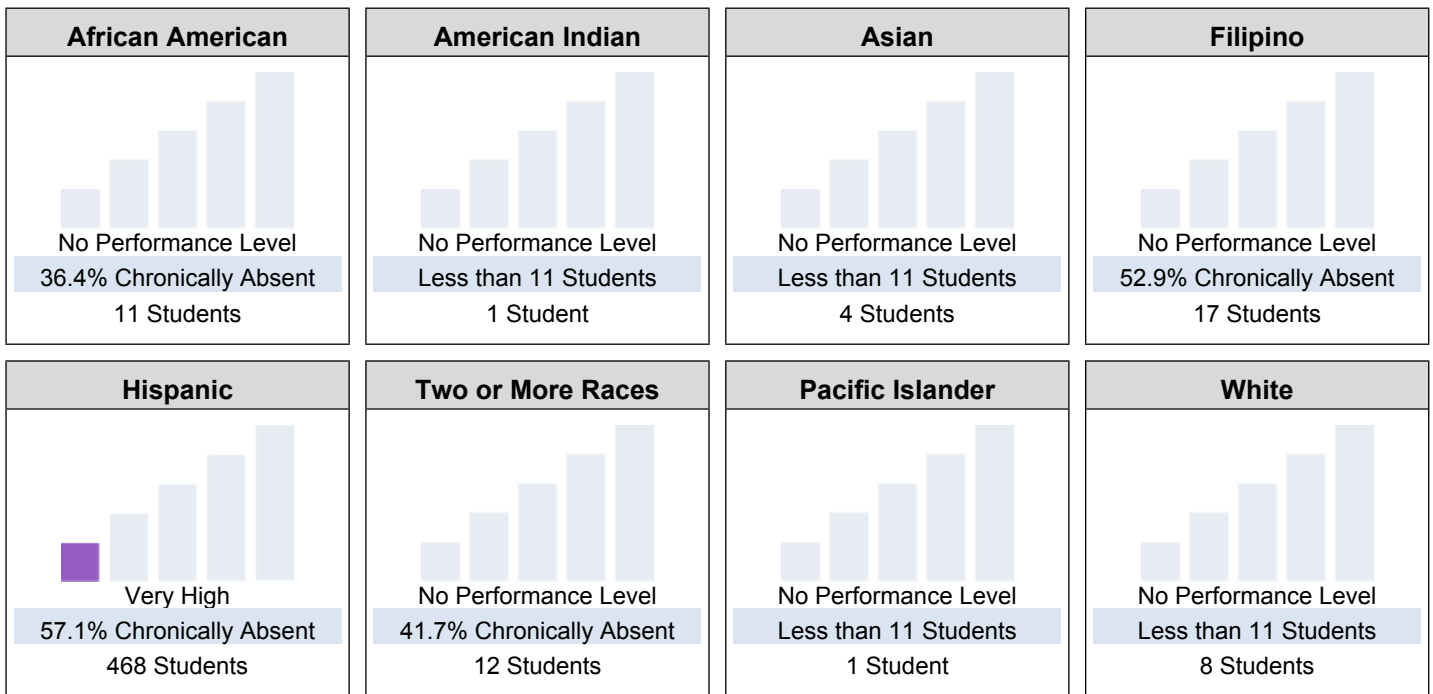 African American
No Performance Level
36.4% Chronically Absent
11 Students
American Indian
No Performance Level
Less than 11 Students
1 Student
Asian
No Performance Level
Less than 11 Students
4 Students
Filipino
No Performance Level
52.9% Chronically Absent
17 Students
Hispanic
Very High
57.1% Chronically Absent
468 Students
Two or More Races
No Performance Level
41.7% Chronically Absent
12 Students
Pacific Islander
No Performance Level
Less than 11 Students
1 Student
White
No Performance Level
Less than 11 Students
8 Students